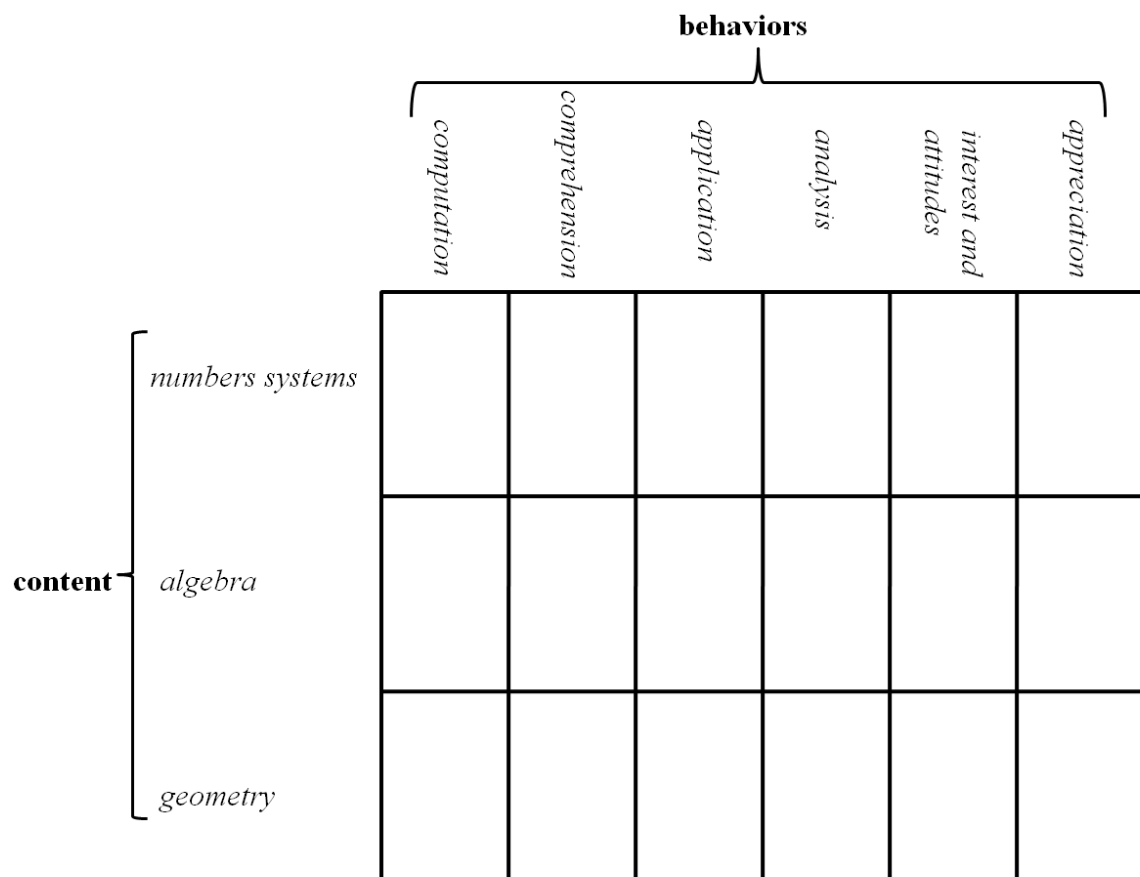 behaviors
computation
comprehension
application
analysis
interest and
attitudes
appreciation
numbers systems
content
algebra
geometry